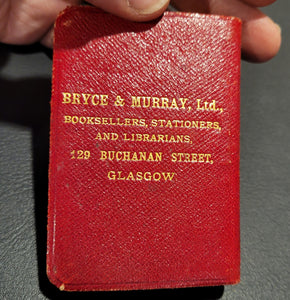 BRYCE & MURRAY, Ltd.,
BOOKSELLERS, STATIONERS,
AND LIBRARIANS,
129 BUCHANAN STREET,
GLASGOW